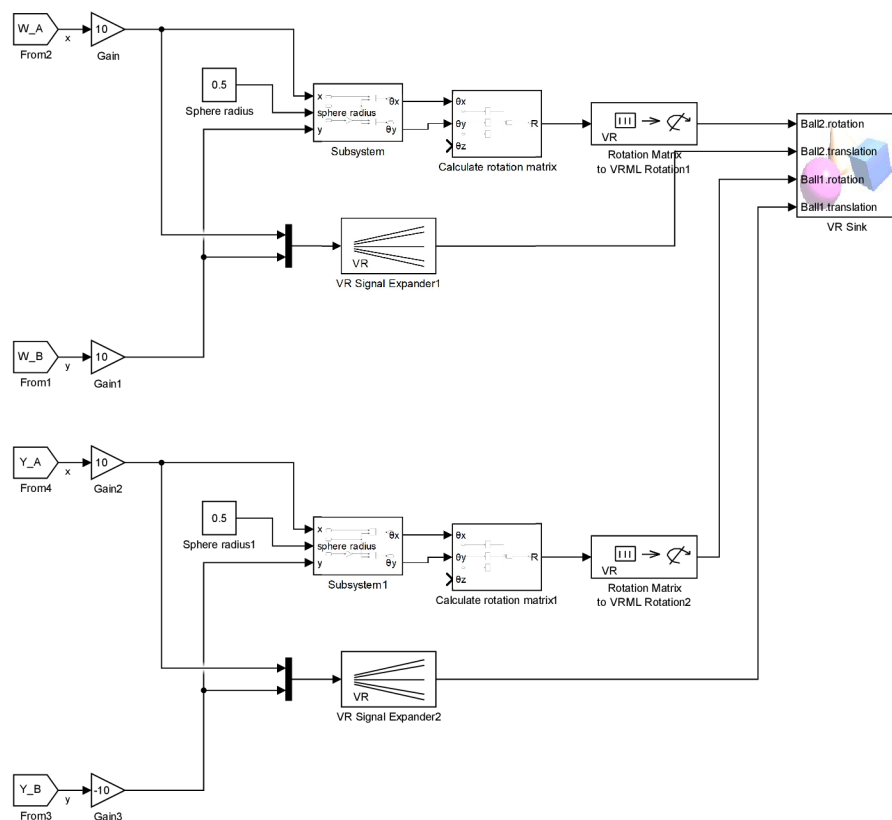 W_A
x
From2
10
Gain
0.5
Sphere radius
x
sphere radius
y
θx
θy
Subsystem
θx
θy
θz
R
Calculate rotation matrix
VR
Rotation Matrix
to VRML Rotation1
Ball2.rotation
Ball2.translation
Ball1.rotation
Ball1.translation
VR Sink
VR
VR Signal Expander1
W_B
y
From1
10
Gain1
Y_A
x
From4
10
Gain2
0.5
Sphere radius1
x
sphere radius
y
θx
θy
Subsystem1
θx
θy
θz
R
Calculate rotation matrix1
VR
Rotation Matrix
to VRML Rotation2
VR
VR Signal Expander2
Y_B
y
From3
-10
Gain3